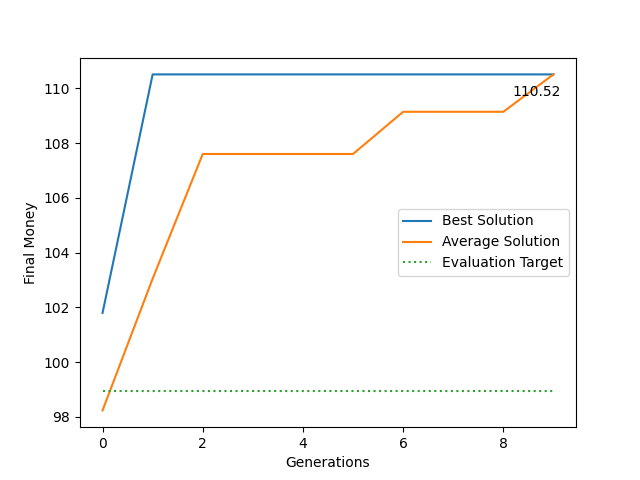 110
108
106
104
102
100
98
Final Money
110.52
Best Solution
Average Solution
Evaluation Target
0 2 4 6 8
Generations